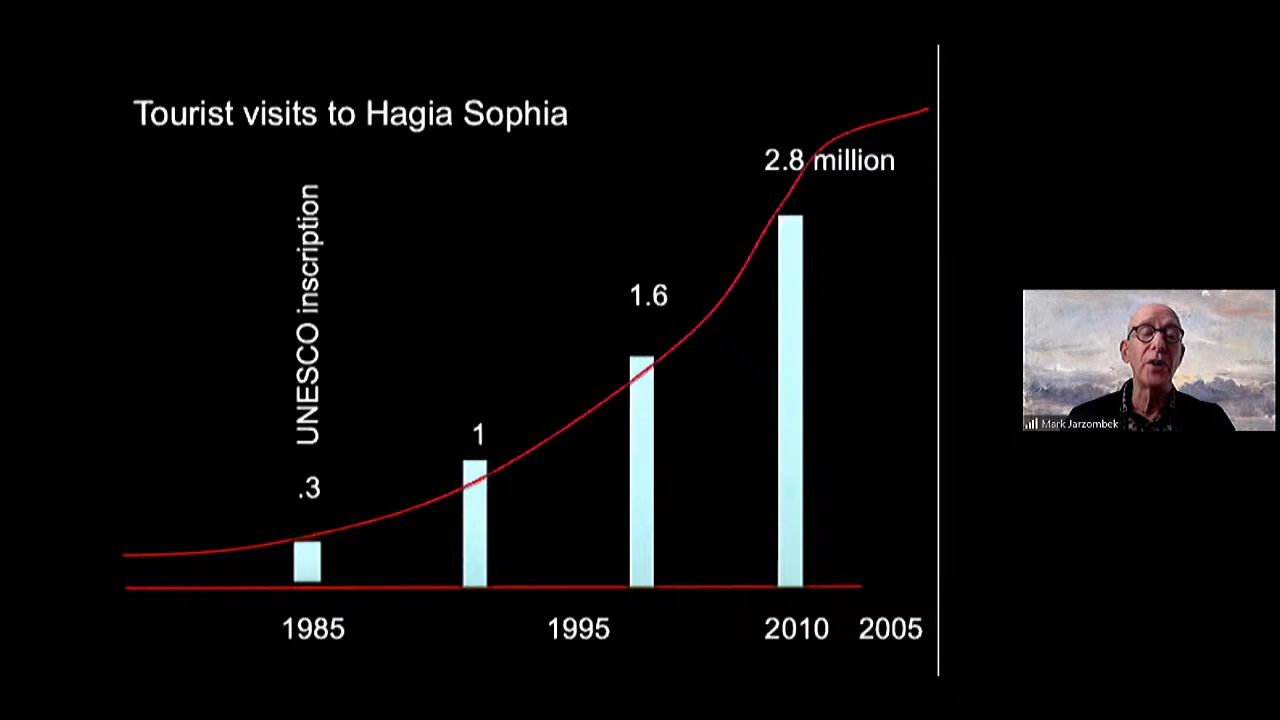 Tourist visits to Hagia Sophia
2.8 million
UNESCO inscription
1.6
1
.3
1985
1995
2010
2005
Mark Jarzombek